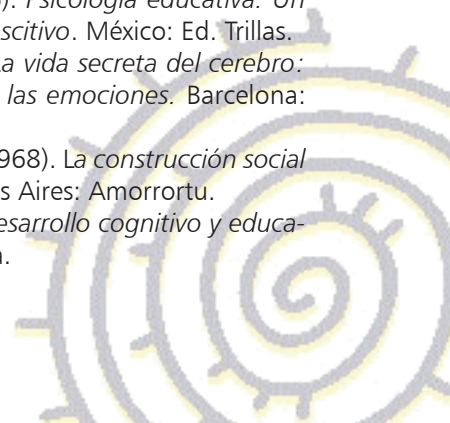 ). Psicología educativa. Un
scitivo. México: Ed. Trillas.
a vida secreta del cerebro:
las emociones. Barcelona:
968). La construcción social
s Aires: Amorrortu.
esarrollo cognitivo y educa-
.